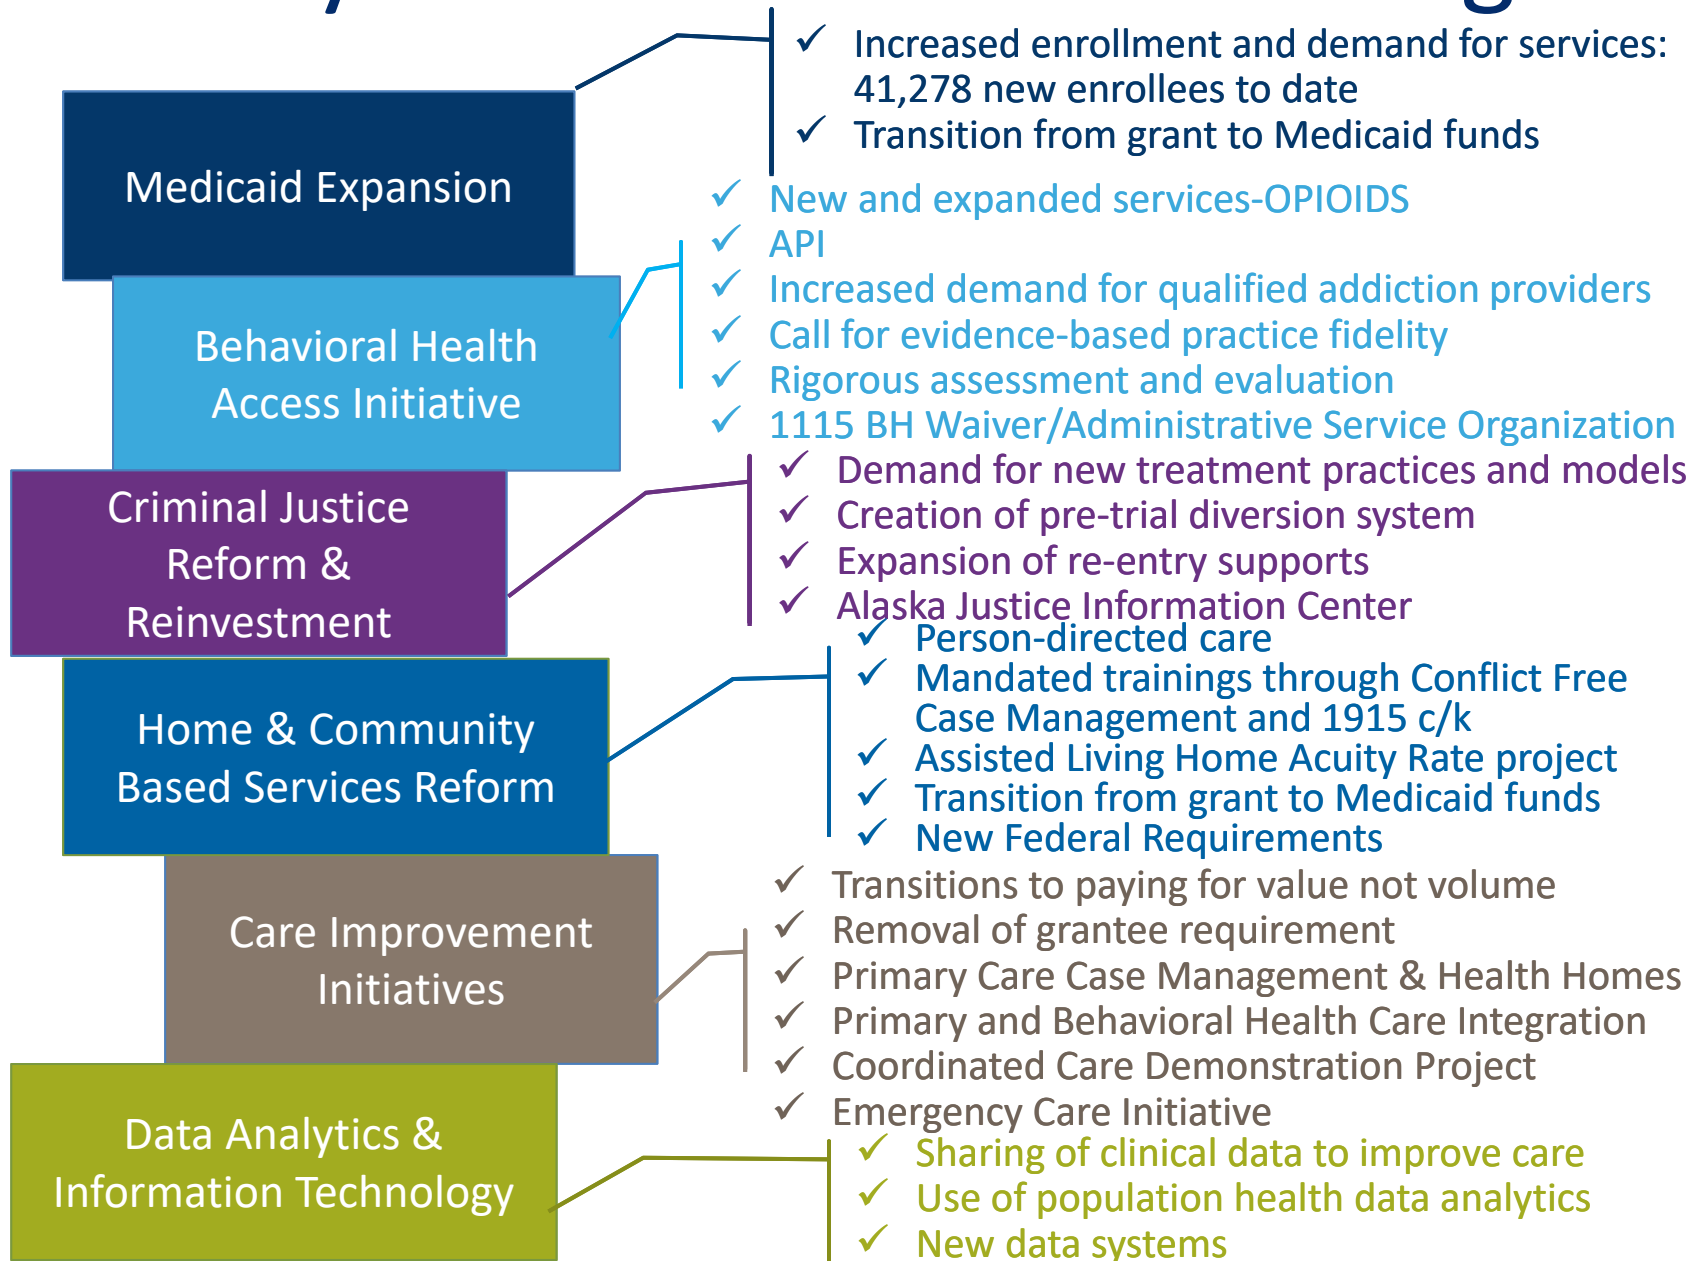 Medicaid Expansion
✓ Increased enrollment and demand for services:
41,278 new enrollees to date
✓ Transition from grant to Medicaid funds
Behavioral Health
Access Initiative
✓ New and expanded services-OPIOIDS
✓ API
✓ Increased demand for qualified addiction providers
✓ Call for evidence-based practice fidelity
✓ Rigorous assessment and evaluation
✓ 1115 BH Waiver/Administrative Service Organization
Criminal Justice
Reform &
Reinvestment
✓ Demand for new treatment practices and models
✓ Creation of pre-trial diversion system
✓ Expansion of re-entry supports
✓ Alaska Justice Information Center
Home & Community
Based Services Reform
✓ Person-directed care
✓ Mandated trainings through Conflict Free
Case Management and 1915 c/k
✓ Assisted Living Home Acuity Rate project
✓ Transition from grant to Medicaid funds
✓ New Federal Requirements
Care Improvement
Initiatives
✓ Transitions to paying for value not volume
✓ Removal of grantee requirement
✓ Primary Care Case Management & Health Homes
✓ Primary and Behavioral Health Care Integration
✓ Coordinated Care Demonstration Project
✓ Emergency Care Initiative
Data Analytics &
Information Technology
✓ Sharing of clinical data to improve care
✓ Use of population health data analytics
✓ New data systems